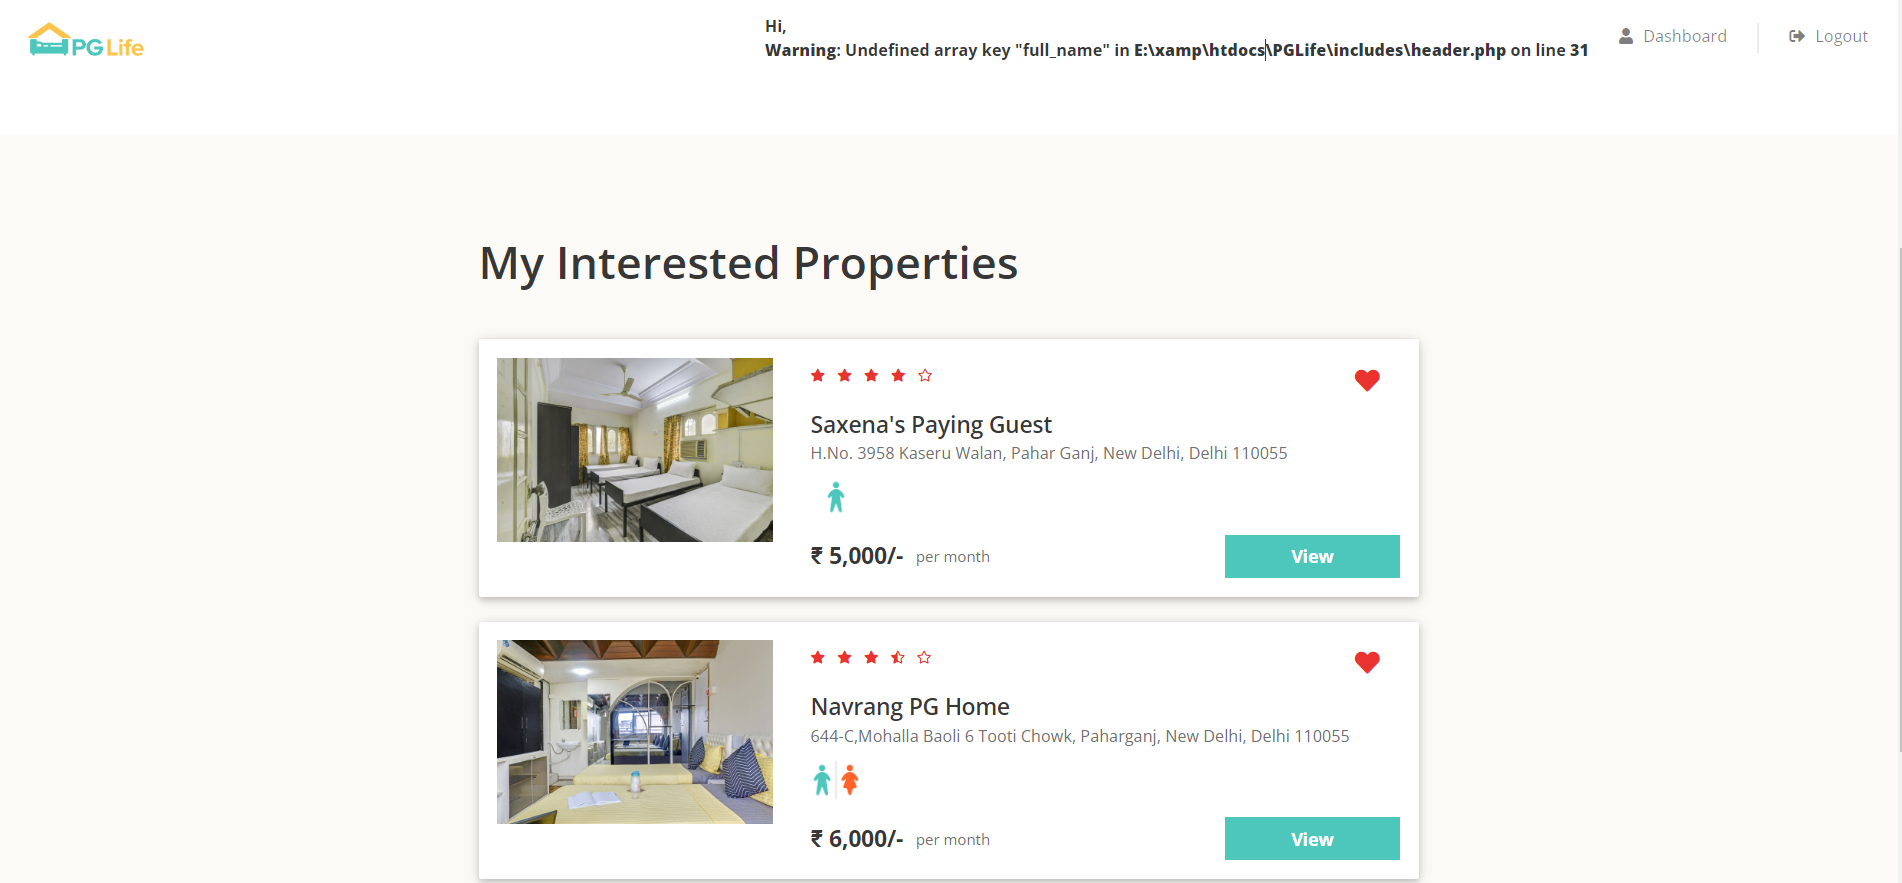 PG Life
Hi,
Warning: Undefined array key "full_name" in E:\xamp\htdocs\PGLife\includes\header.php on line 31
Dashboard
Logout
My Interested Properties
Saxena's Paying Guest
H.No. 3958 Kaseru Walan, Pahar Ganj, New Delhi, Delhi 110055
₹ 5,000/- per month
View
Navrang PG Home
644-C,Mohalla Baoli 6 Tooti Chowk, Paharganj, New Delhi, Delhi 110055
₹ 6,000/- per month
View